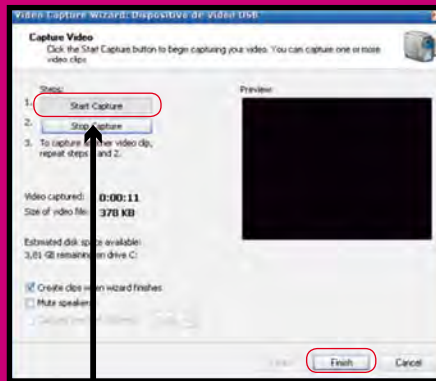 Video Capture Wizard: Dispositivo de vídeo USB
Capture Video
Click the Start Capture button to begin capturing your video. You can capture one or more
video clips
Steps:
Preview:
1. Start Capture
2. Stop Capture
3. To capture another video clip,
repeat steps 1 and 2.
Video captured: 0:00:11
Size of video file: 378 KB
Estimated disk space available:
3,81 GB remaining on drive C:
Create clips when wizard finishes
Mute speakers
Finish
Cancel